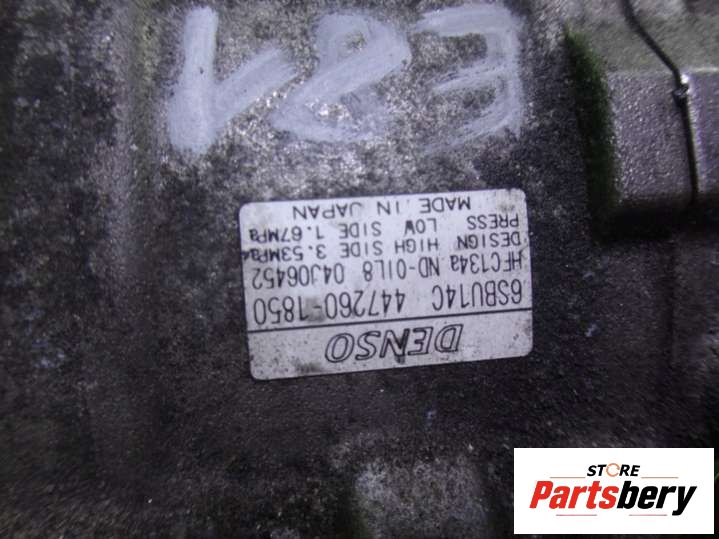 DENSO
6SBU14C 447260-1850
HFC134a ND-OIL8 04J06452
DESIGN HIGH SIDE 3.53MPa
PRESS LOW SIDE 1.67MPa
MADE IN JAPAN
STORE
Partsbery